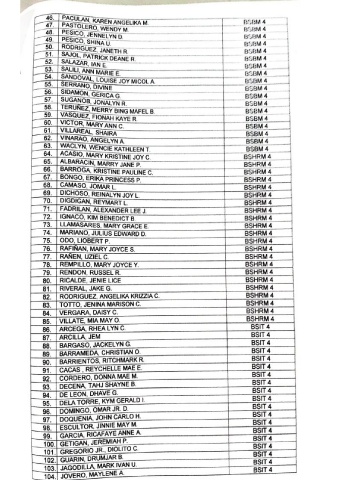 46. PACULAN, KAREN ANGELIKA M. BSBM 4
47. PASTOLERO, WENDY M. BSBM 4
48. PESICO, JENNELYN D. BSBM 4
49. PESICO, SHINA U. BSBM 4
50. RODRIGUEZ, JANETH R. BSBM 4
51. SAJOL, PATRICK DEANE R. BSBM 4
52. SALAZAR, IAN E. BSBM 4
53. SALILI, ANN MARIE E. BSBM 4
54. SANDOVAL, LOUISE JOY MICOL A. BSBM 4
55. SERRANO, DIVINE BSBM 4
56. SIDAMON, GERICA G. BSBM 4
57. SUGANOB, JONALYN R. BSBM 4
58. TERUÑEZ, MERRY BING MAFEL B. BSBM 4
59. VASQUEZ, FIONAH KAYE R. BSBM 4
60. VICTOR, MARY ANN C. BSBM 4
61. VILLAREAL, SHAIRA BSBM 4
62. VINARAO, ANGELYN A. BSBM 4
63. WACLYN, WENCIE KATHLEEN T. BSBM 4
64. ACASIO, MARY KRISTINE JOY C. BSHRM 4
65. ALBARACIN, MARRY JANE P. BSHRM 4
66. BARROGA, KRISTINE PAULINE C. BSHRM 4
67. BONGO, ERIKA PRINCESS P. BSHRM 4
68. CAMASO, JOMAR L. BSHRM 4
69. DICHOSO, REINALYN JOY L. BSHRM 4
70. DIGDIGAN, REYMART L. BSHRM 4
71. FADRILAN, ALEXANDER LEE J. BSHRM 4
72. IGNACO, KIM BENEDICT B. BSHRM 4
73. LLAMASARES, MARY GRACE E. BSHRM 4
74. MARIANO, JULIUS EDWARD D. BSHRM 4
75. ODO, LIOBERT P. BSHRM 4
76. RAFIÑAN, MARY JOYCE S. BSHRM 4
77. RAÑEN, UZIEL C. BSHRM 4
78. REMPILLO, MARY JOYCE Y. BSHRM 4
79. RENDON, RUSSEL R. BSHRM 4
80. RICALDE, JENIE LICE BSHRM 4
81. RIVERAL, JAKE G. BSHRM 4
82. RODRIGUEZ, ANGELIKA KRIZZIA C. BSHRM 4
83. TOTTO, JENINA MARISON C. BSHRM 4
84. VERGARA, DAISY C. BSHRM 4
85. VILLATE, MIA MAY O. BSHRM 4
86. ARCEGA, RHEA LYN C. BSIT 4
87. ARCILLA, JEM BSIT 4
88. BARGASO, JACKELYN G. BSIT 4
89. BARRAMEDA, CHRISTIAN O. BSIT 4
90. BARRIENTOS, RITCHMARK R. BSIT 4
91. CACAS, REYCHELLE MAE E. BSIT 4
92. CORDERO, DONNA MAE M. BSIT 4
93. DECENA, TAHJ SHAYNE B. BSIT 4
94. DE LEON, DHAVE G. BSIT 4
95. DELA TORRE, KYM GERALD I. BSIT 4
96. DOMINGO, OMAR JR. D. BSIT 4
97. DOQUENIA, JOHN CARLO H. BSIT 4
98. ESCULTOR, JINNIE MAY M. BSIT 4
99. GARCIA, RICAFAYE ANNE A. BSIT 4
100. GETIGAN, JEREMIAH P. BSIT 4
101. GREGORIO JR., DIOLITO C. BSIT 4
102. GUARIN, DRUMJAR B. BSIT 4
103. JAGODILLA, MARK IVAN U. BSIT 4
104. JOVERO, MAYLENE A. BSIT 4